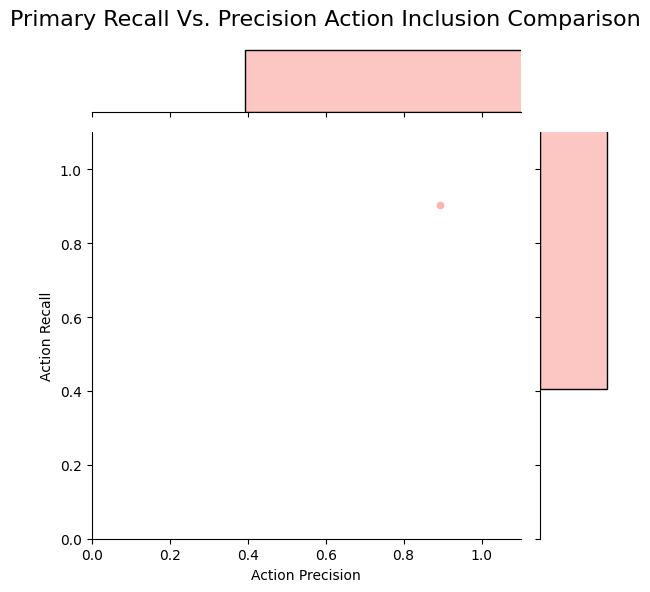 Primary Recall Vs. Precision Action Inclusion Comparison
1.0
0.8
0.6
0.4
0.2
0.0
Action Recall
0.0 0.2 0.4 0.6 0.8 1.0
Action Precision